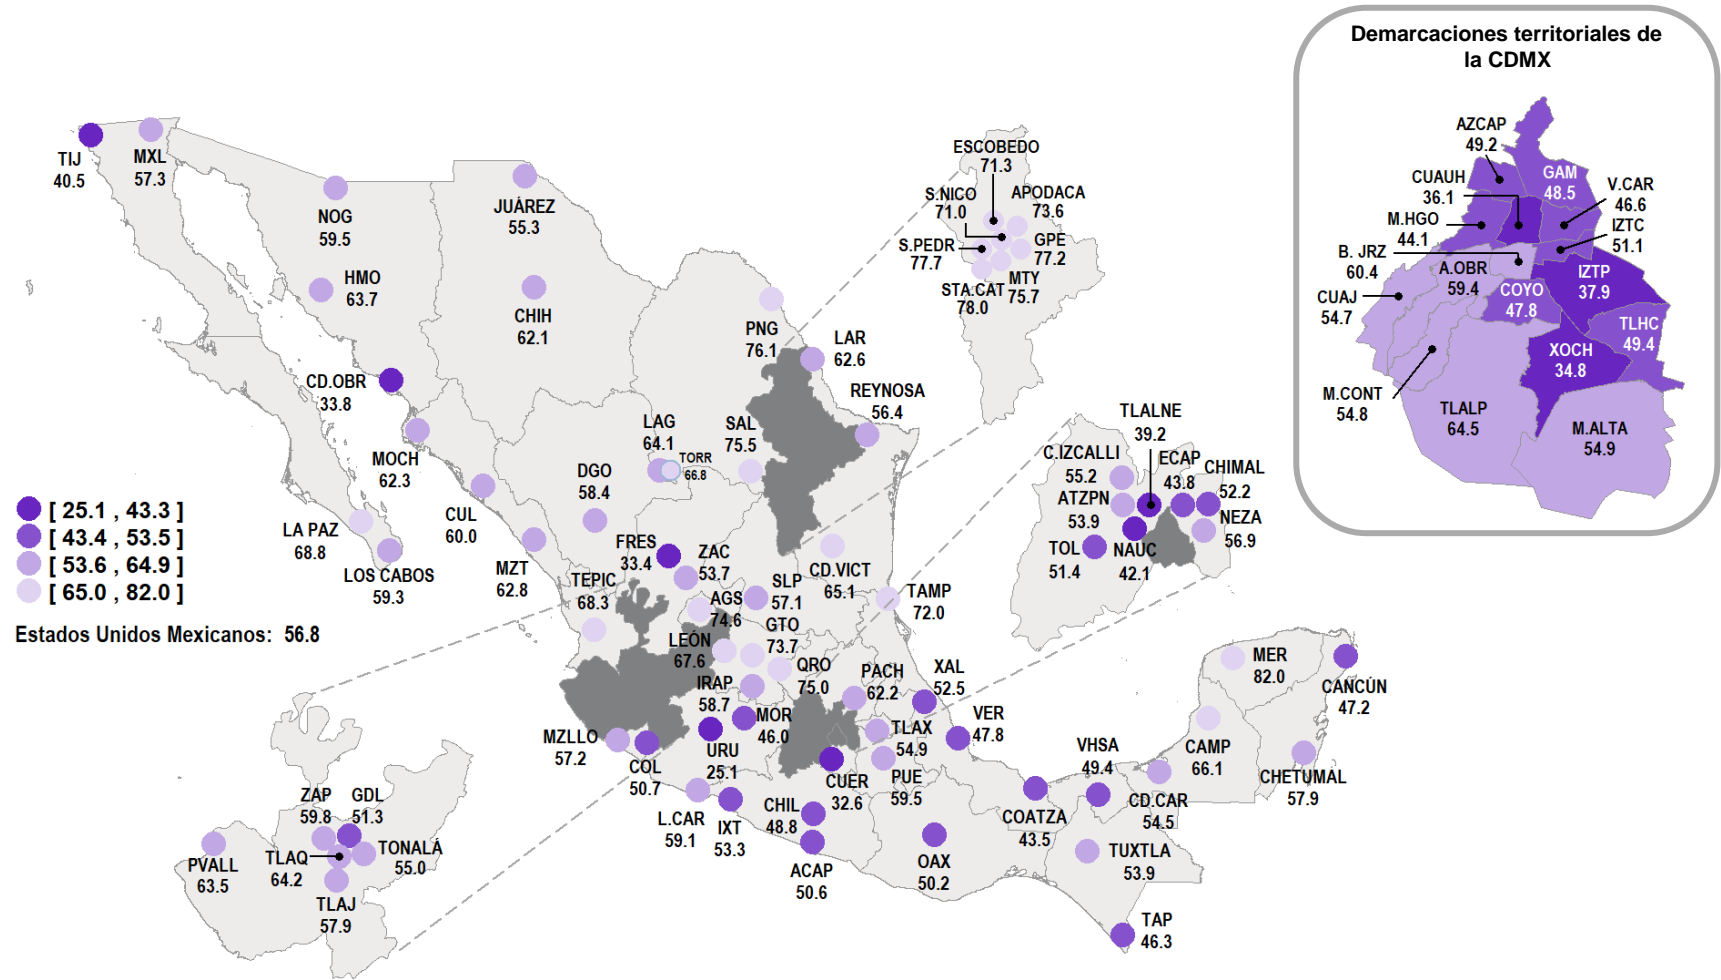 Demarcaciones territoriales de
la CDMX
AZCAP
49.2
GAM
48.5
CUAUH
36.1
V.CAR
46.6
M.HGO
44.1
IZTC
51.1
B. JRZ
60.4
A.OBR
59.4
IZTP
37.9
CUAJ
54.7
COYO
47.8
TLHC
49.4
XOCH
34.8
M.CONT
54.8
TLALP
64.5
M.ALTA
54.9
TIJ
40.5
MXL
57.3
NOG
59.5
JUÁREZ
55.3
HMO
63.7
CHIH
62.1
CD.OBR
33.8
MOCH
62.3
LA PAZ
68.8
LOS CABOS
59.3
CUL
60.0
MZT
62.8
DGO
58.4
LAG
64.1
TORR
66.8
SAL
75.5
PNG
76.1
LAR
62.6
REYNOSA
56.4
ESCOBEDO
71.3
S.NICO
71.0
APODACA
73.6
S.PEDR
77.7
GPE
77.2
STA.CAT
78.0
MTY
75.7
FRES
33.4
ZAC
53.7
TEPIC
68.3
AGS
74.6
SLP
57.1
CD.VICT
65.1
TAMP
72.0
LEÓN
67.6
GTO
73.7
IRAP
58.7
QRO
75.0
PACH
62.2
XAL
52.5
VER
47.8
MZLLO
57.2
COL
50.7
URU
25.1
MOR
46.0
L.CAR
59.1
IXT
53.3
CHIL
48.8
ACAP
50.6
CUER
32.6
TLAX
54.9
PUE
59.5
OAX
50.2
COATZA
43.5
VHSA
49.4
CD.CAR
54.5
TUXTLA
53.9
TAP
46.3
CAMP
66.1
MER
82.0
CANCÚN
47.2
CHETUMAL
57.9
TLALNE
39.2
C.IZCALLI
55.2
ECAP
43.8
CHIMAL
52.2
ATZPN
53.9
NEZA
56.9
TOL
51.4
NAUC
42.1
ZAP
59.8
GDL
51.3
PVALL
63.5
TLAQ
64.2
TONALÁ
55.0
TLAJ
57.9
[ 25.1 , 43.3 ]
[ 43.4 , 53.5 ]
[ 53.6 , 64.9 ]
[ 65.0 , 82.0 ]
Estados Unidos Mexicanos: 56.8